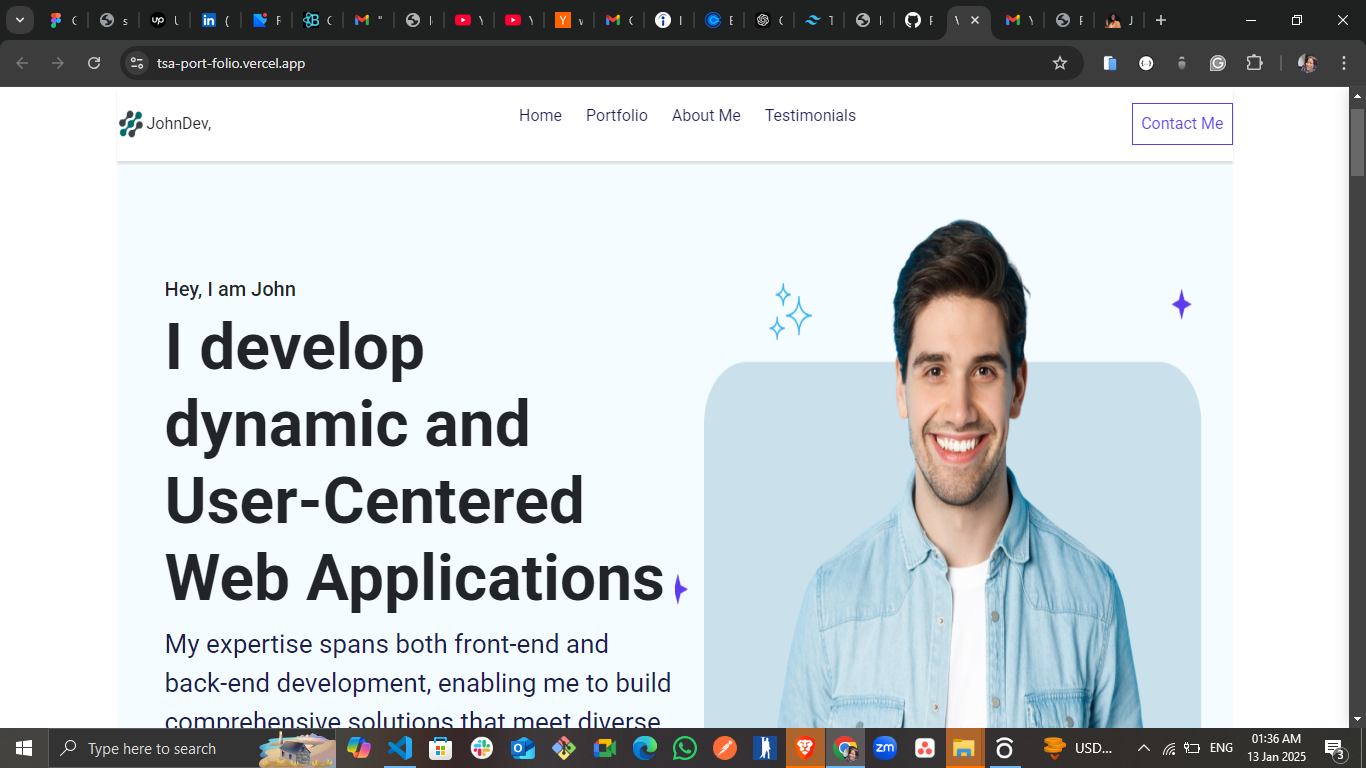 tsa-port-folio.vercel.app
JohnDev,
Home Portfolio About Me Testimonials
Contact Me
Hey, I am John
I develop
dynamic and
User-Centered
Web Applications
My expertise spans both front-end and
back-end development, enabling me to build
comprehensive solutions that meet diverse
Type here to search
USD...
ENG
01:36 AM
13 Jan 2025
3